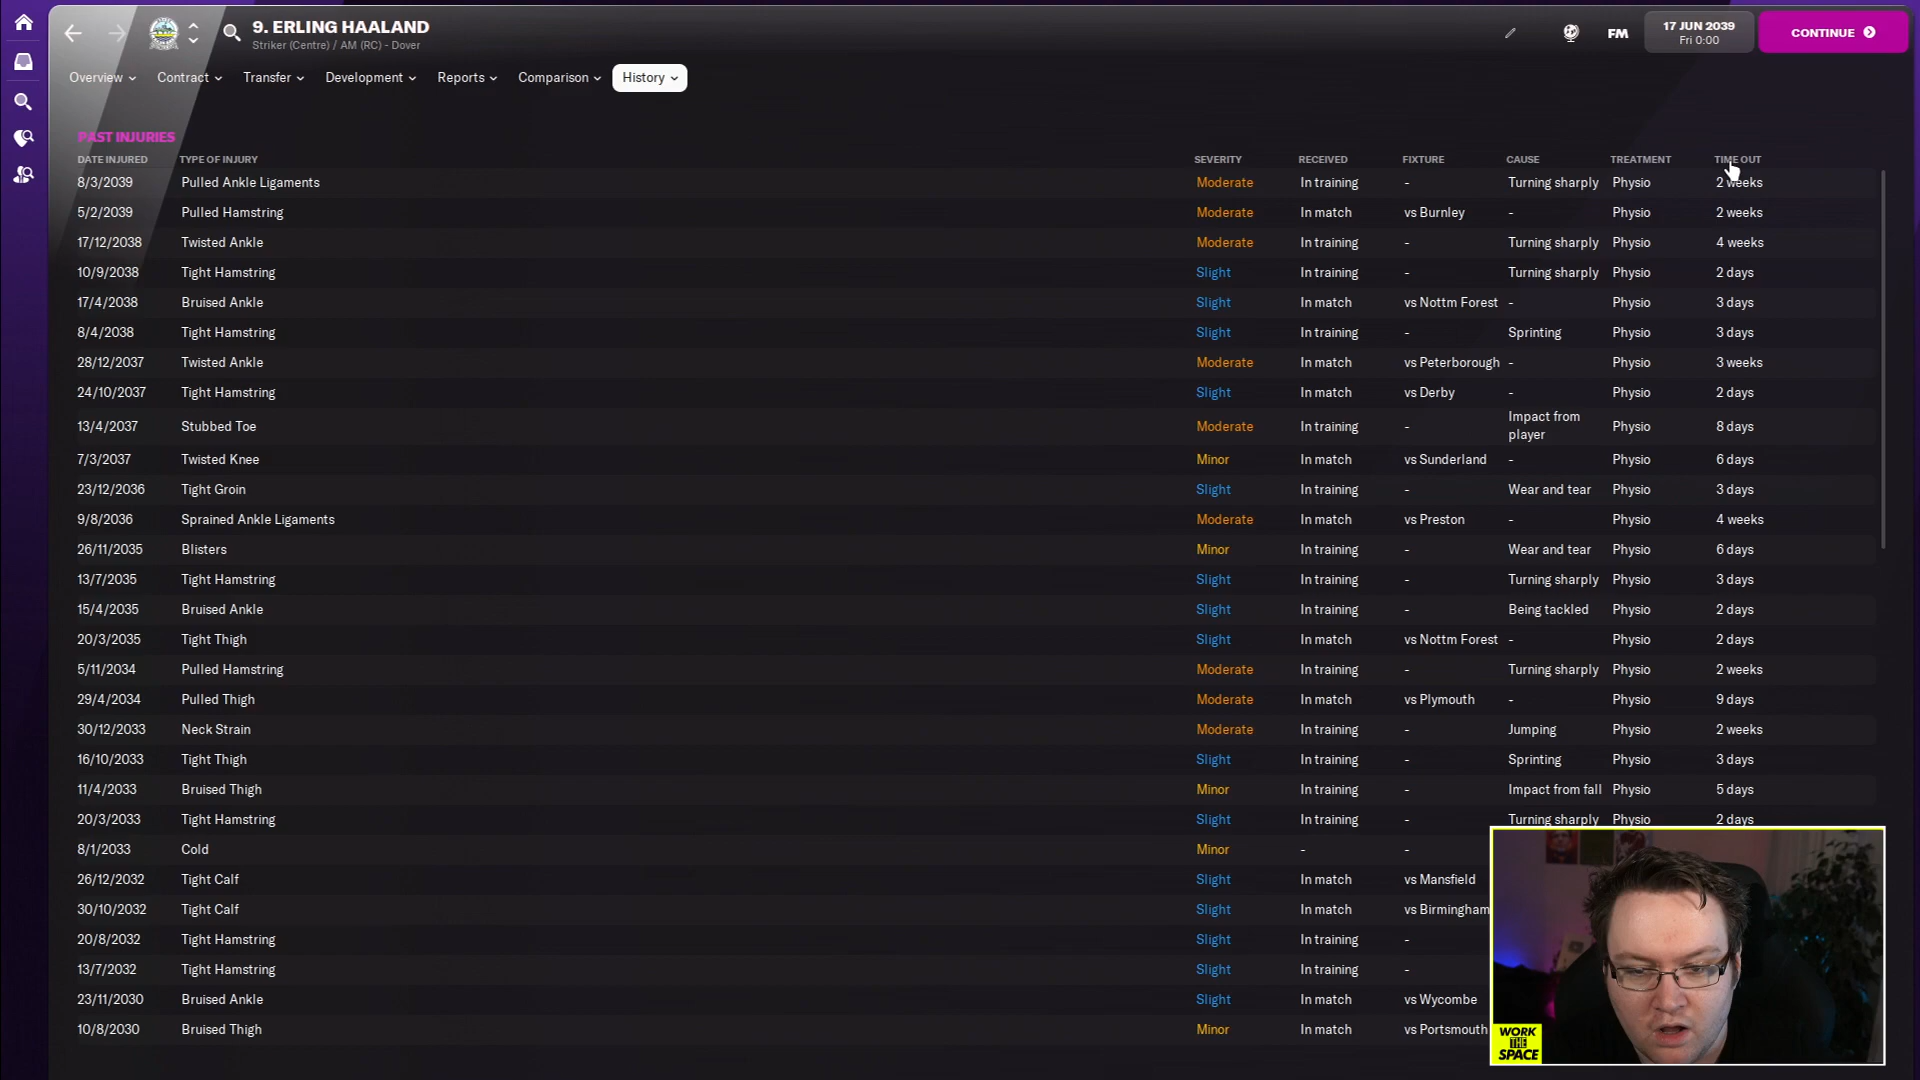 9. ERLING HAALAND
Striker (Centre) / AM (RC) - Dover
FM
17 JUN 2039
Fri 0:00
CONTINUE
Overview Contract Transfer Development Reports Comparison History
PAST INJURIES
DATE INJURED TYPE OF INJURY SEVERITY RECEIVED FIXTURE CAUSE TREATMENT TIME OUT
8/3/2039 Pulled Ankle Ligaments Moderate In training - Turning sharply Physio 2 weeks
5/2/2039 Pulled Hamstring Moderate In match vs Burnley - Physio 2 weeks
17/12/2038 Twisted Ankle Moderate In training - Turning sharply Physio 4 weeks
10/9/2038 Tight Hamstring Slight In training - Turning sharply Physio 2 days
17/4/2038 Bruised Ankle Slight In match vs Nottm Forest - Physio 3 days
8/4/2038 Tight Hamstring Slight In training - Sprinting Physio 3 days
28/12/2037 Twisted Ankle Moderate In match vs Peterborough - Physio 3 weeks
24/10/2037 Tight Hamstring Slight In match vs Derby - Physio 2 days
13/4/2037 Stubbed Toe Moderate In training - Impact from player Physio 8 days
7/3/2037 Twisted Knee Minor In match vs Sunderland - Physio 6 days
23/12/2036 Tight Groin Slight In training - Wear and tear Physio 3 days
9/8/2036 Sprained Ankle Ligaments Moderate In match vs Preston - Physio 4 weeks
26/11/2035 Blisters Minor In training - Wear and tear Physio 6 days
13/7/2035 Tight Hamstring Slight In training - Turning sharply Physio 3 days
15/4/2035 Bruised Ankle Slight In training - Being tackled Physio 2 days
20/3/2035 Tight Thigh Slight In match vs Nottm Forest - Physio 2 days
5/11/2034 Pulled Hamstring Moderate In training - Turning sharply Physio 2 weeks
29/4/2034 Pulled Thigh Moderate In match vs Plymouth - Physio 9 days
30/12/2033 Neck Strain Moderate In training - Jumping Physio 2 weeks
16/10/2033 Tight Thigh Slight In training - Sprinting Physio 3 days
11/4/2033 Bruised Thigh Minor In training - Impact from fall Physio 5 days
20/3/2033 Tight Hamstring Slight In training - Turning sharply Physio 2 days
8/1/2033 Cold Minor - -
26/12/2032 Tight Calf Slight In match vs Mansfield
30/10/2032 Tight Calf Slight In match vs Birmingham
20/8/2032 Tight Hamstring Slight In training -
13/7/2032 Tight Hamstring Slight In training -
23/11/2030 Bruised Ankle Slight In match vs Wycombe
10/8/2030 Bruised Thigh Minor In match vs Portsmouth
WORK
THE
SPACE